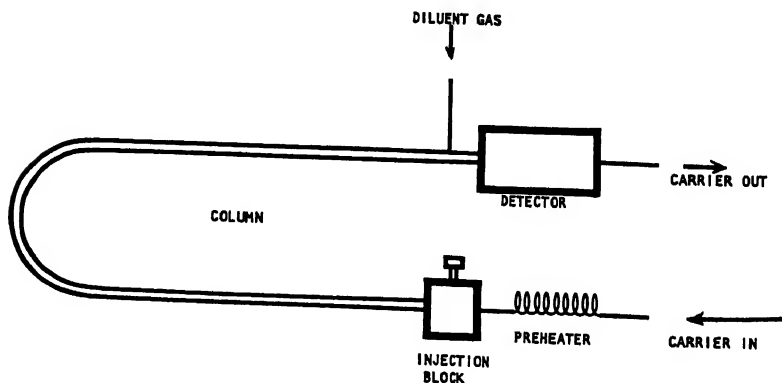 DILUENT GAS
CARRIER OUT
DETECTOR
COLUMN
PREHEATER
CARRIER IN
INJECTION
BLOCK